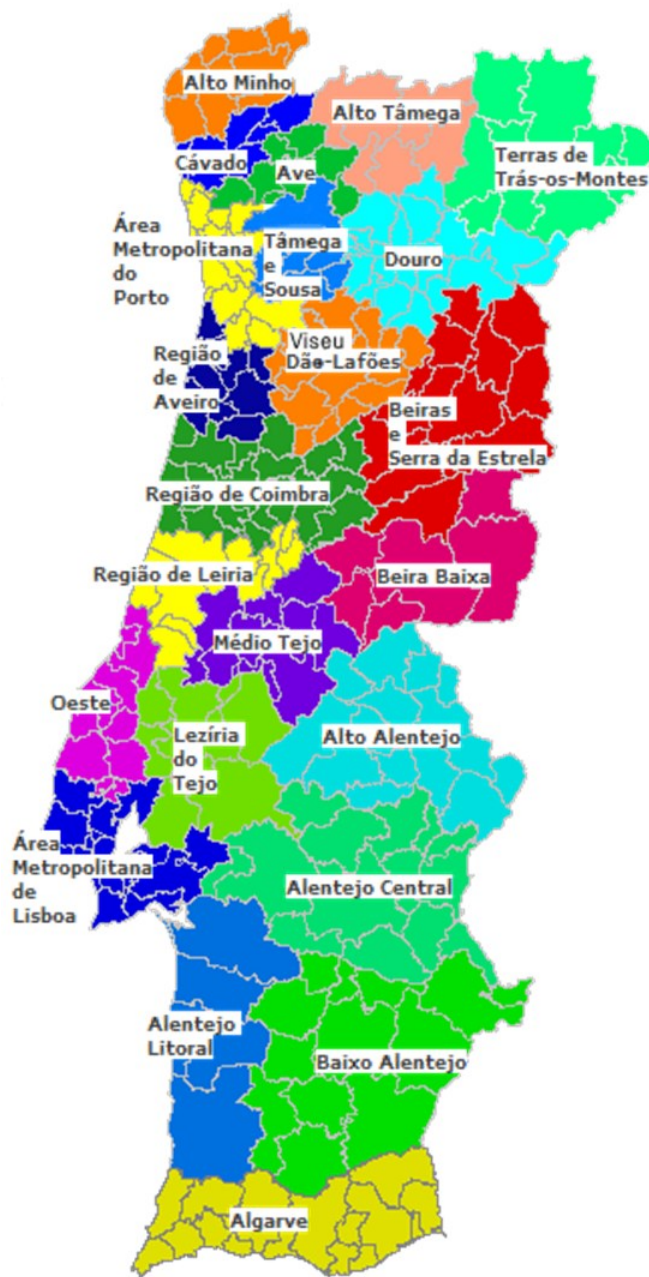 Alto Minho
Alto Tâmega
Cávado
Ave
Terras de
Trás-os-Montes
Área
Metropolitana
do
Porto
Tâmega
e
Sousa
Douro
Região
de
Aveiro
Viseu
Dão-Lafões
Beiras
e
Serra da Estrela
Região de Coimbra
Região de Leiria
Beira Baixa
Médio Tejo
Oeste
Lezíria
do
Tejo
Alto Alentejo
Área
Metropolitana
de
Lisboa
Alentejo Central
Alentejo
Litoral
Baixo Alentejo
Algarve